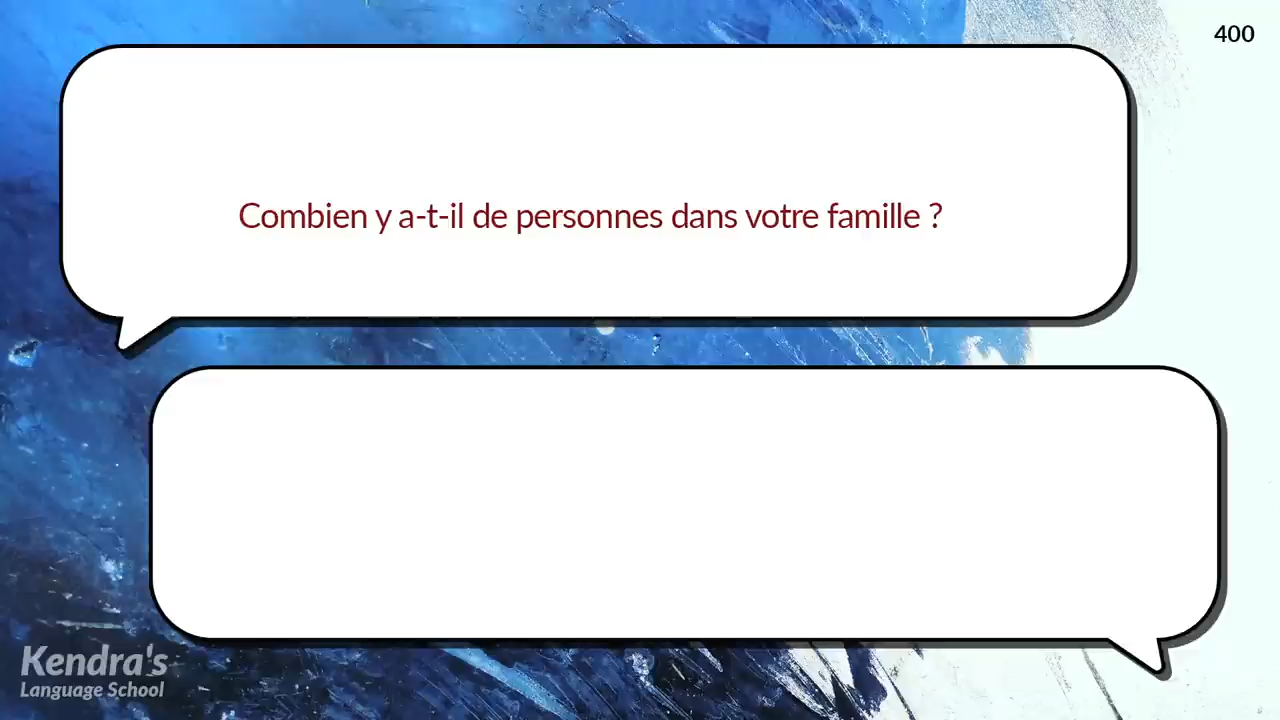 400
Combien y a-t-il de personnes dans votre famille ?
Kendra's
Language School